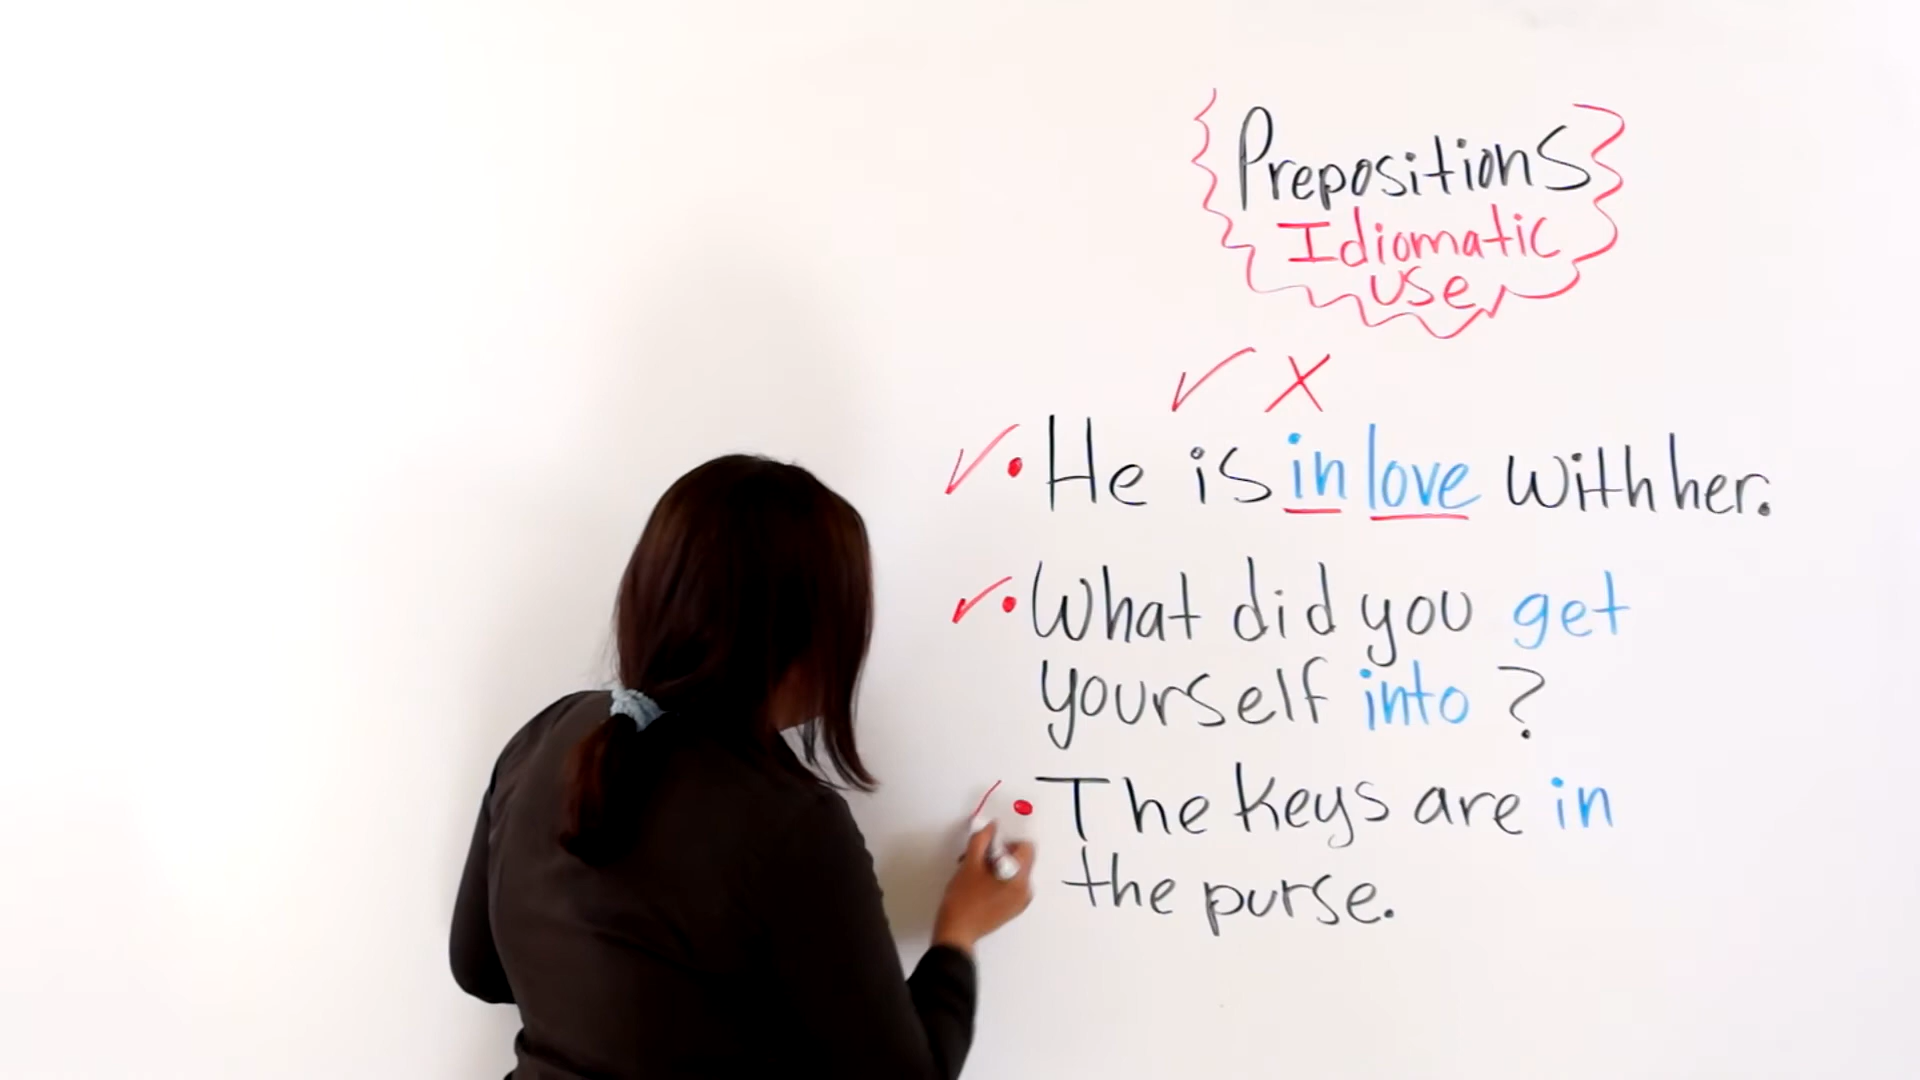 Prepositions
Idiomatic
use
✓ X
✓• He is in love with her.
✓• What did you get
yourself into ?
• The keys are in
the purse.